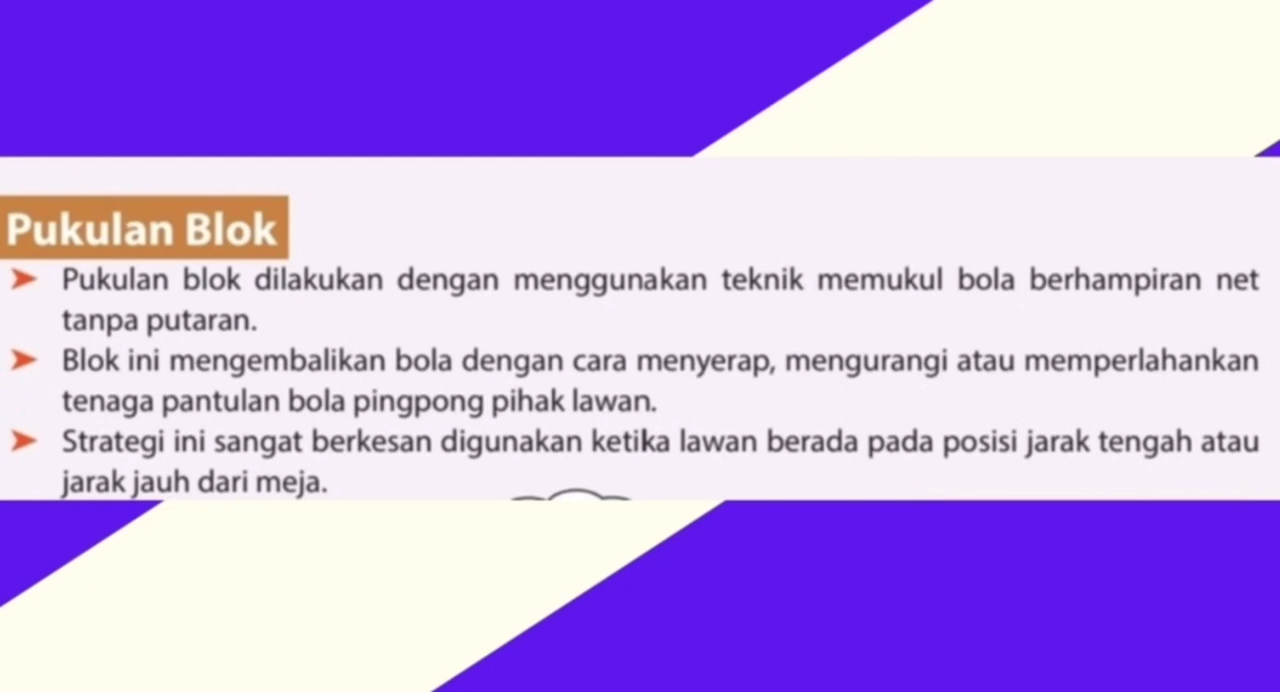 Pukulan Blok
Pukulan blok dilakukan dengan menggunakan teknik memukul bola berhampiran net
tanpa putaran.
Blok ini mengembalikan bola dengan cara menyerap, mengurangi atau memperlahankan
tenaga pantulan bola pingpong pihak lawan.
Strategi ini sangat berkesan digunakan ketika lawan berada pada posisi jarak tengah atau
jarak jauh dari meja.